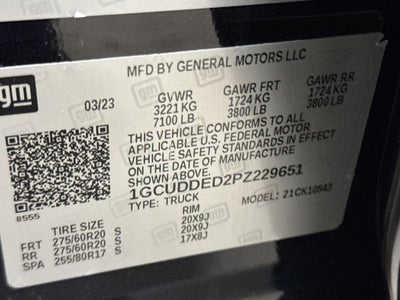 MFD BY GENERAL MOTORS LLC
gm
03/23 GVWR GAWR FRT GAWR RR
3221 KG 1724 KG 1724 KG
7100 LB 3800 LB 3800 LB
THIS VEHICLE CONFORMS TO ALL
APPLICABLE U.S. FEDERAL MOTOR
VEHICLE SAFETY STANDARDS IN EFFECT
ON THE DATE OF MANUFACTURE
SHOWN ABOVE.
1GCUDDED2PZ229651
8555 TYPE: TRUCK MODEL: 21CK10543
TIRE SIZE RIM
FRT 275/60R20 S 20X9J
RR 275/60R20 S 20X9J
SPA 255/80R17 S 17X8J